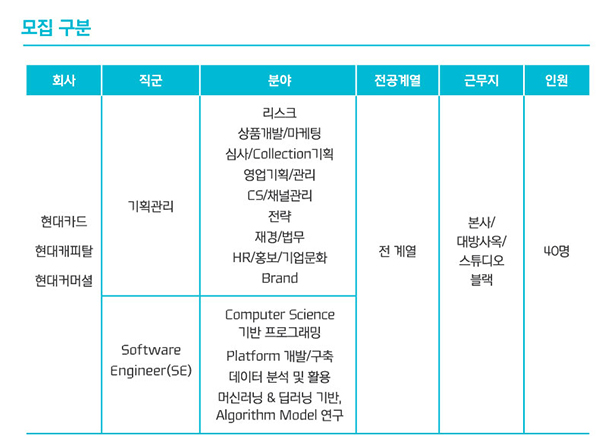 모집 구분
회사 직군 분야 전공계열 근무지 인원
현대카드
현대캐피탈
현대커머셜
기획관리
리스크
상품개발/마케팅
심사/Collection기획
영업기획/관리
CS/채널관리
전략
재경/법무
HR/홍보/기업문화
Brand
Software
Engineer(SE)
Computer Science
기반 프로그래밍
Platform 개발/구축
데이터 분석 및 활용
머신러닝 & 딥러닝 기반,
Algorithm Model 연구
전 계열
본사/
대방사옥/
스튜디오
블랙
40명